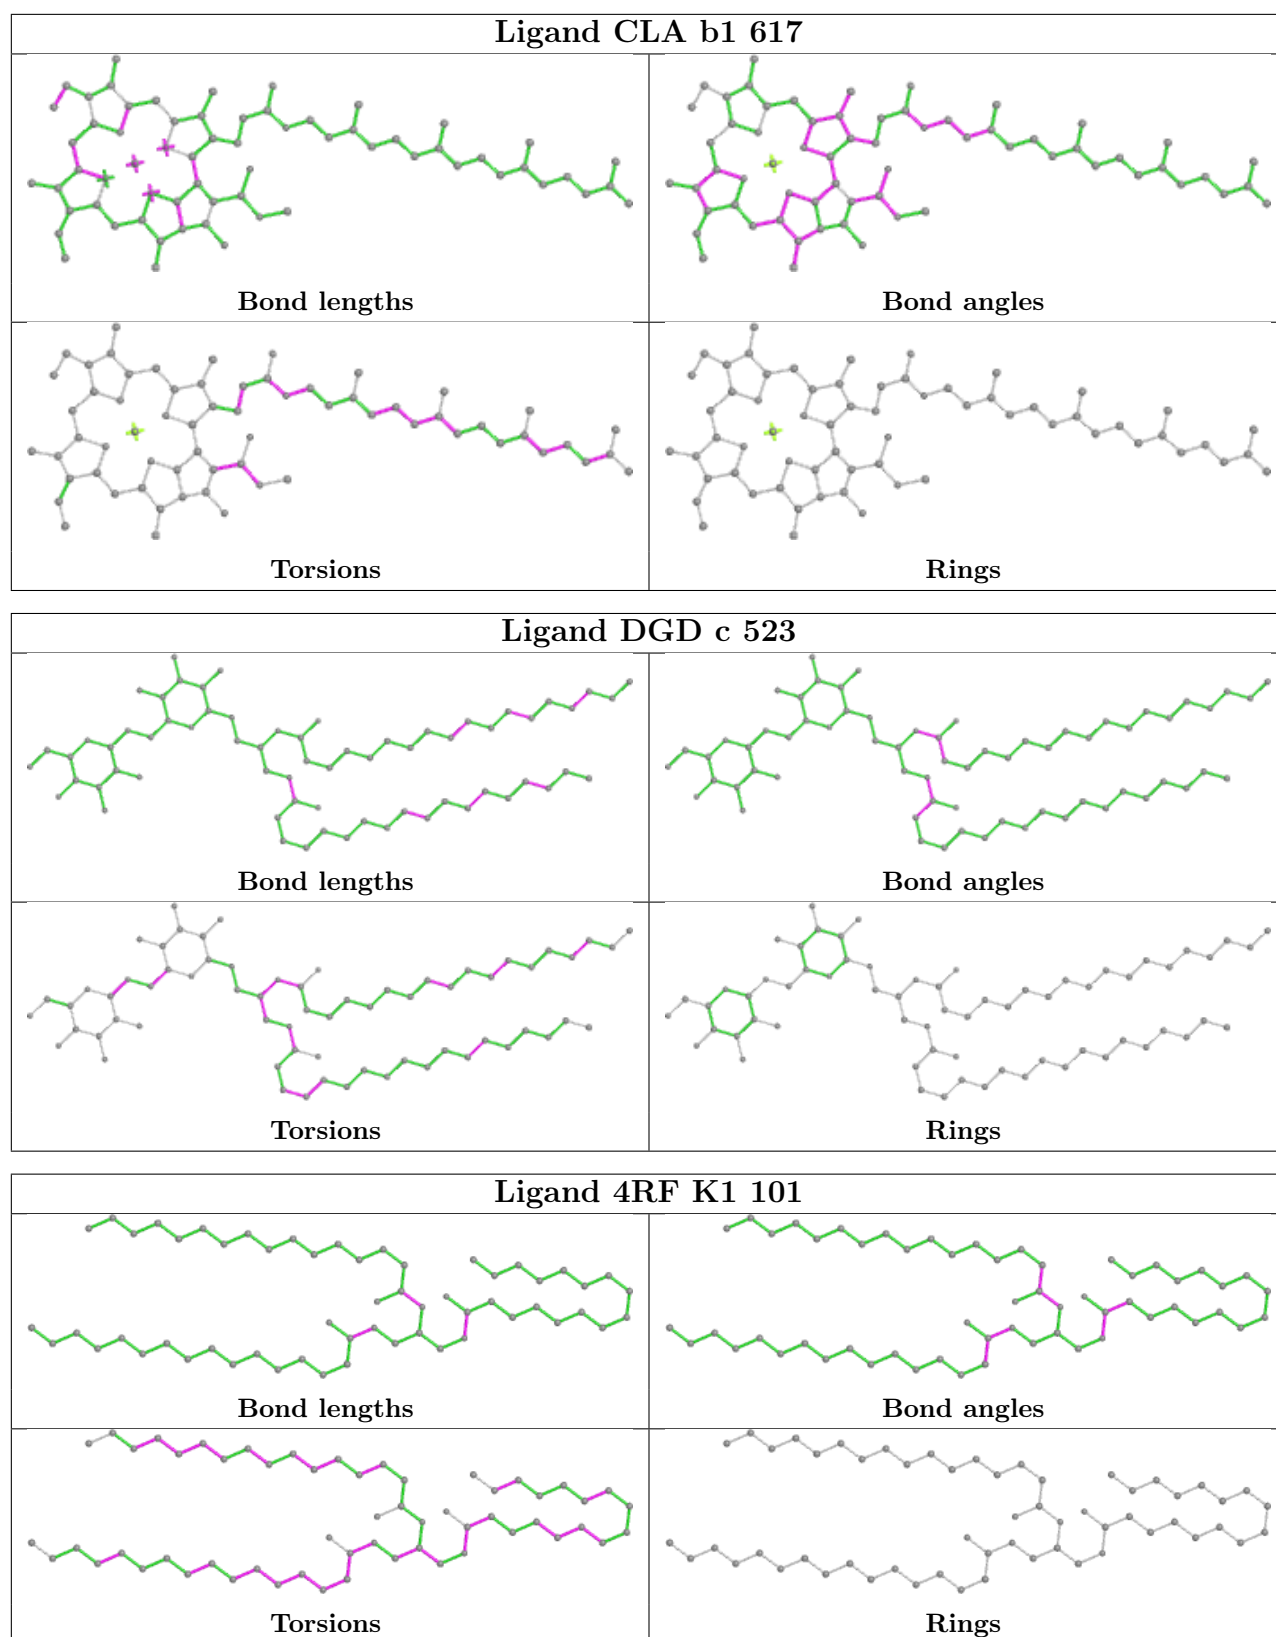 Ligand CLA b1 617
Bond lengths
Bond angles
Torsions
Rings
Ligand DGD c 523
Bond lengths
Bond angles
Torsions
Rings
Ligand 4RF K1 101
Bond lengths
Bond angles
Torsions
Rings